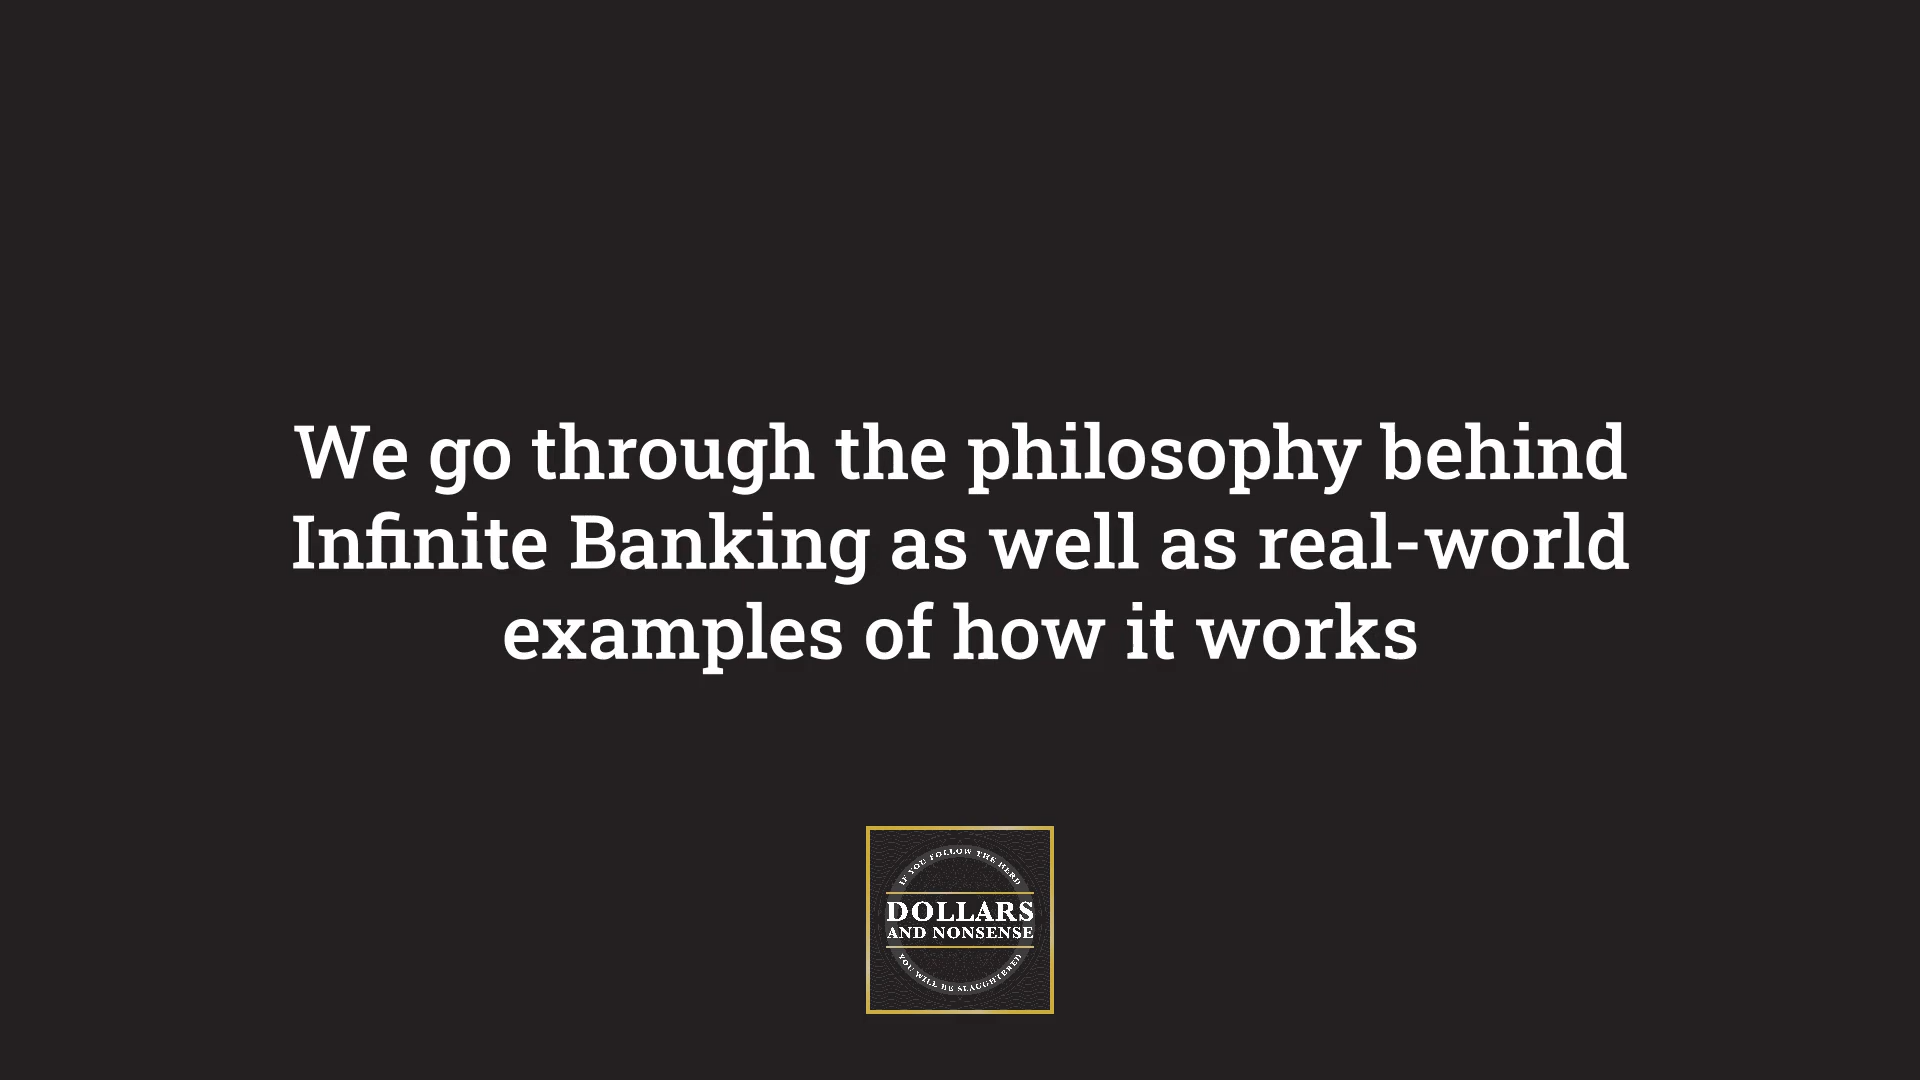 We go through the philosophy behind
Infinite Banking as well as real-world
examples of how it works
IF YOU FOLLOW THE HERD
DOLLARS
AND NONSENSE
YOU WILL BE SLAUGHTERED